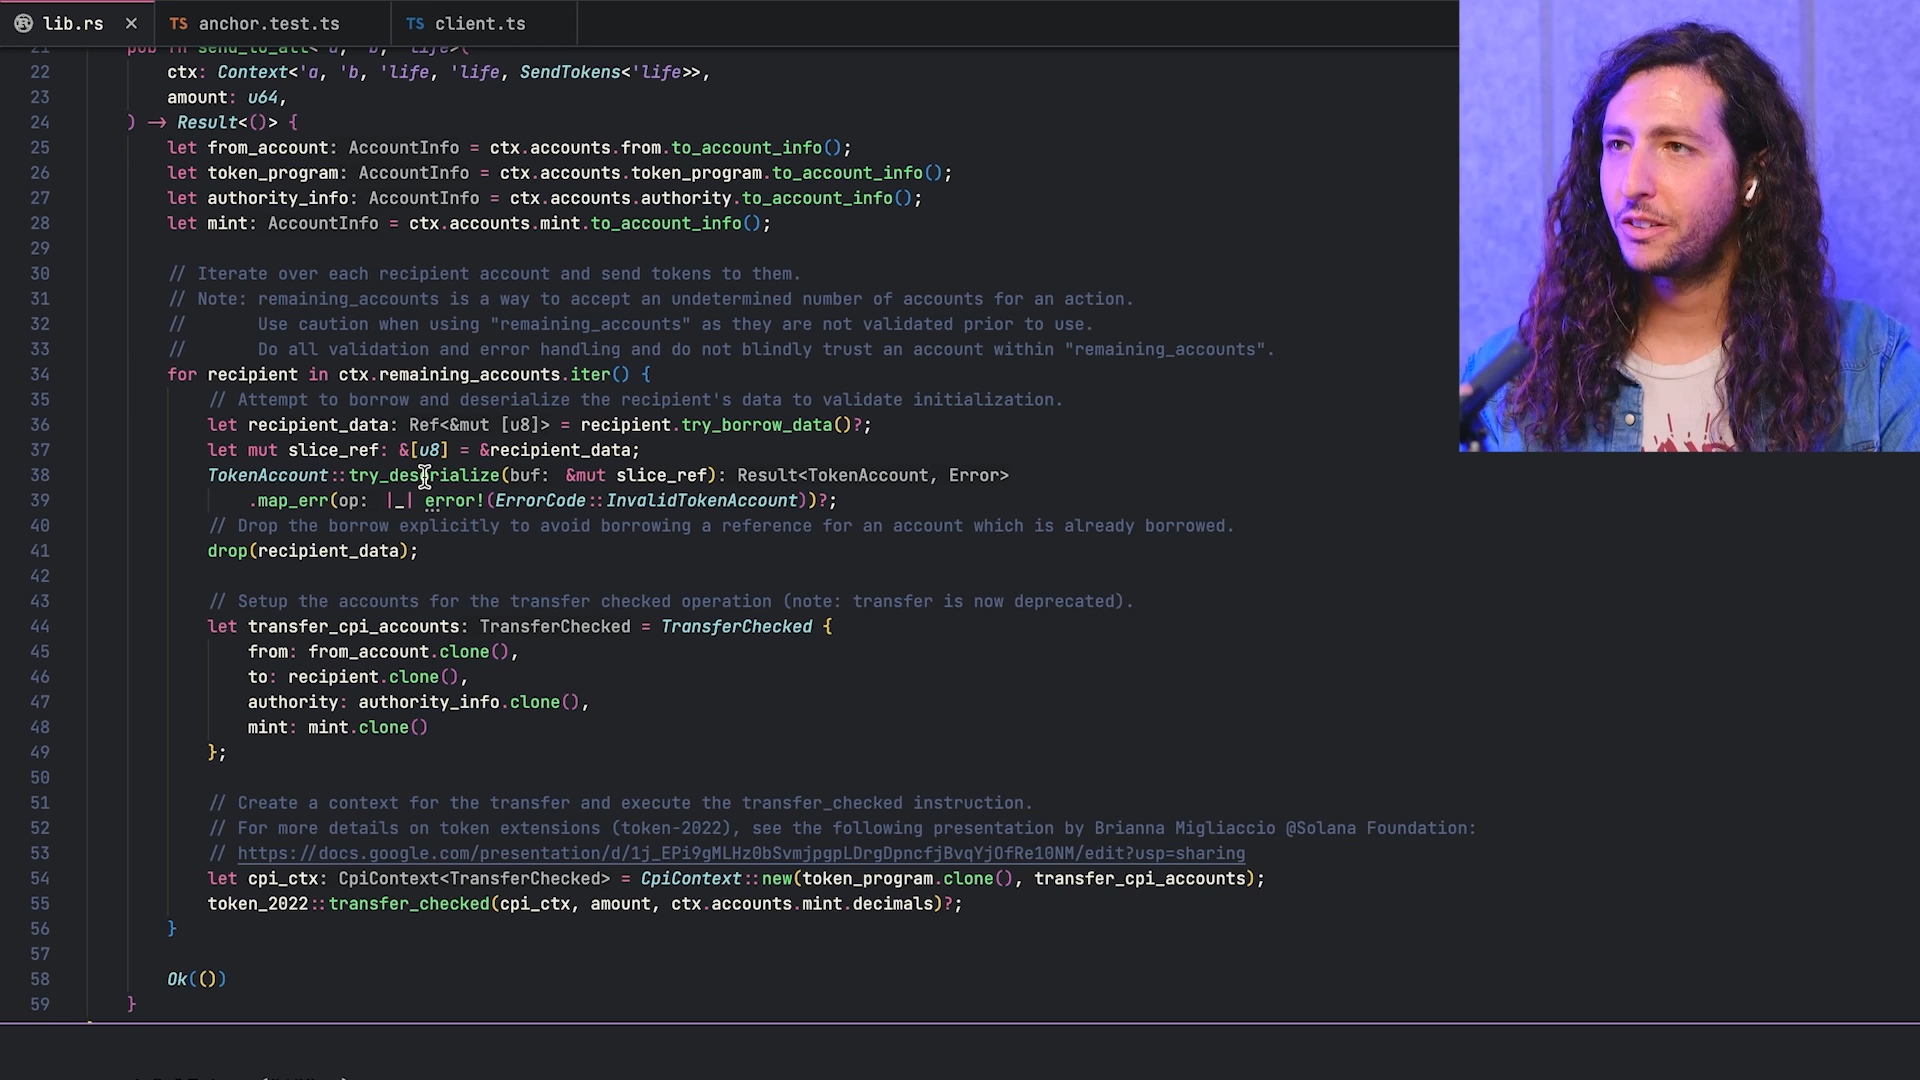 lib.rs
TS anchor.test.ts
TS client.ts
21 pub fn send_to_all<'a, 'b, 'life>(
22 ctx: Context<'a, 'b, 'life, 'life, SendTokens<'life>>,
23 amount: u64,
24 ) → Result<()> {
25 let from_account: AccountInfo = ctx.accounts.from.to_account_info();
26 let token_program: AccountInfo = ctx.accounts.token_program.to_account_info();
27 let authority_info: AccountInfo = ctx.accounts.authority.to_account_info();
28 let mint: AccountInfo = ctx.accounts.mint.to_account_info();
29
30 // Iterate over each recipient account and send tokens to them.
31 // Note: remaining_accounts is a way to accept an undetermined number of accounts for an action.
32 // Use caution when using "remaining_accounts" as they are not validated prior to use.
33 // Do all validation and error handling and do not blindly trust an account within "remaining_accounts".
34 for recipient in ctx.remaining_accounts.iter() {
35 // Attempt to borrow and deserialize the recipient's data to validate initialization.
36 let recipient_data: Ref<&mut [u8]> = recipient.try_borrow_data()?;
37 let mut slice_ref: &[u8] = &recipient_data;
38 TokenAccount::try_deserialize(buf: &mut slice_ref): Result<TokenAccount, Error>
39 .map_err(op: |_| error!(ErrorCode::InvalidTokenAccount))?;
40 // Drop the borrow explicitly to avoid borrowing a reference for an account which is already borrowed.
41 drop(recipient_data);
42
43 // Setup the accounts for the transfer checked operation (note: transfer is now deprecated).
44 let transfer_cpi_accounts: TransferChecked = TransferChecked {
45 from: from_account.clone(),
46 to: recipient.clone(),
47 authority: authority_info.clone(),
48 mint: mint.clone()
49 };
50
51 // Create a context for the transfer and execute the transfer_checked instruction.
52 // For more details on token extensions (token-2022), see the following presentation by Brianna Migliaccio @Solana Foundation:
53 // https://docs.google.com/presentation/d/1j_EPi9gMLHz0bSvmjpgpLDrgDpncfjBvqYjOfRe10NM/edit?usp=sharing
54 let cpi_ctx: CpiContext<TransferChecked> = CpiContext::new(token_program.clone(), transfer_cpi_accounts);
55 token_2022::transfer_checked(cpi_ctx, amount, ctx.accounts.mint.decimals)?;
56 }
57
58 Ok(())
59 }